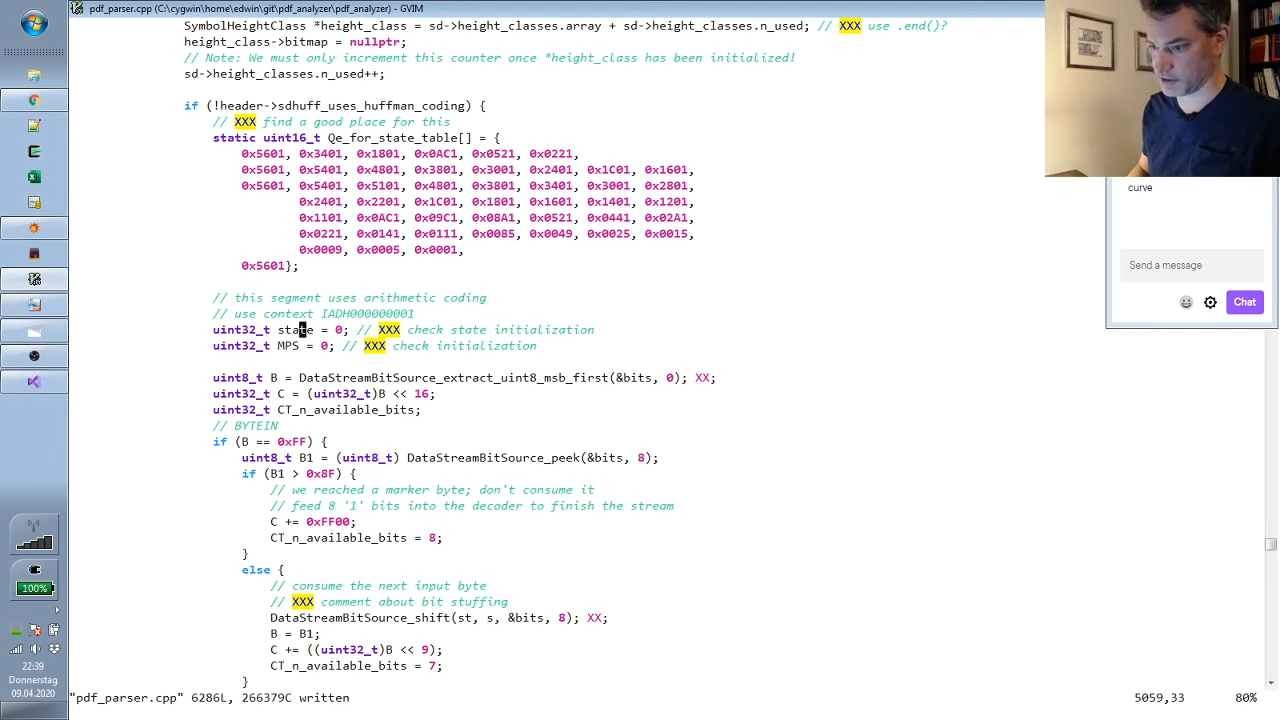 pdf_parser.cpp (C:\cygwin\home\edwin\git\pdf_analyzer\pdf_analyzer) - GVIM
SymbolHeightClass *height_class = sd->height_classes.array + sd->height_classes.n_used; // XXX use .end()?
height_class->bitmap = nullptr;
// Note: We must only increment this counter once *height_class has been initialized!
sd->height_classes.n_used++;
if (!header->sdhuff_uses_huffman_coding) {
// XXX find a good place for this
static uint16_t Qe_for_state_table[] = {
0x5601, 0x3401, 0x1801, 0x0AC1, 0x0521, 0x0221,
0x5601, 0x5401, 0x4801, 0x3801, 0x3001, 0x2401, 0x1C01, 0x1601,
0x5601, 0x5401, 0x5101, 0x4801, 0x3801, 0x3401, 0x3001, 0x2801,
0x2401, 0x2201, 0x1C01, 0x1801, 0x1601, 0x1401, 0x1201,
0x1101, 0x0AC1, 0x09C1, 0x08A1, 0x0521, 0x0441, 0x02A1,
0x0221, 0x0141, 0x0111, 0x0085, 0x0049, 0x0025, 0x0015,
0x0009, 0x0005, 0x0001,
0x5601};
// this segment uses arithmetic coding
// use context IADH000000001
uint32_t state = 0; // XXX check state initialization
uint32_t MPS = 0; // XXX check initialization
uint8_t B = DataStreamBitSource_extract_uint8_msb_first(&bits, 0); XX;
uint32_t C = (uint32_t)B << 16;
uint32_t CT_n_available_bits;
// BYTEIN
if (B == 0xFF) {
uint8_t B1 = (uint8_t) DataStreamBitSource_peek(&bits, 8);
if (B1 > 0x8F) {
// we reached a marker byte; don't consume it
// feed 8 '1' bits into the decoder to finish the stream
C += 0xFF00;
CT_n_available_bits = 8;
}
else {
// consume the next input byte
// XXX comment about bit stuffing
DataStreamBitSource_shift(st, s, &bits, 8); XX;
B = B1;
C += ((uint32_t)B << 9);
CT_n_available_bits = 7;
}
"pdf_parser.cpp" 6286L, 266379C written
5059,33
80%
curve
Send a message
Chat
100%
22:39
Donnerstag
09.04.2020